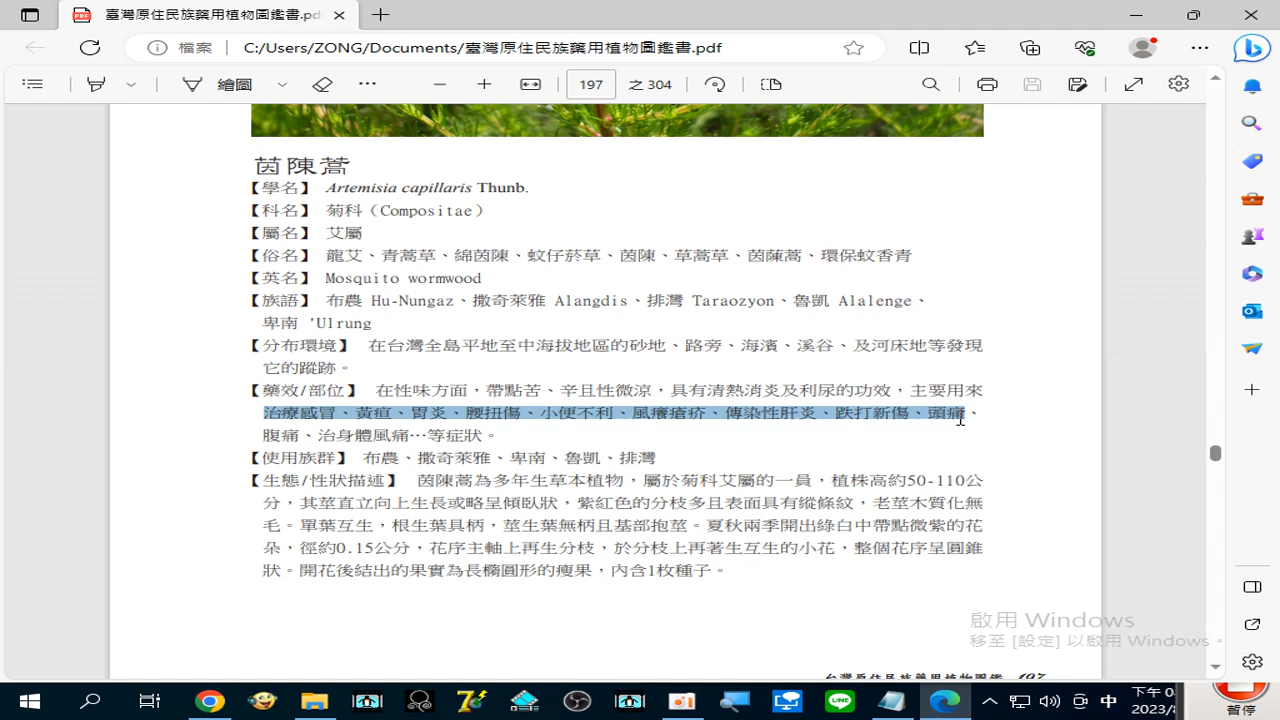 臺灣原住民族藥用植物圖鑑書.pdf
檔案 C:/Users/ZONG/Documents/臺灣原住民族藥用植物圖鑑書.pdf
繪圖 197 之 304
茵陳蒿
【學名】 Artemisia capillaris Thunb.
【科名】 菊科（Compositae）
【屬名】 艾屬
【俗名】 龍艾、青蒿草、綿茵陳、蚊仔菸草、茵陳、草蒿草、茵蔯蒿、環保蚊香青
【英名】 Mosquito wormwood
【族語】 布農 Hu-Nungaz、撒奇萊雅 Alangdis、排灣 Taraozyon、魯凱 Alalenge、
卑南 'Ulrung
【分布環境】 在台灣全島平地至中海拔地區的砂地、路旁、海濱、溪谷、及河床地等發現
它的蹤跡。
【藥效/部位】 在性味方面，帶點苦、辛且性微涼，具有清熱消炎及利尿的功效，主要用來
治療感冒、黃疸、胃炎、腰扭傷、小便不利、風癢瘡疥、傳染性肝炎、跌打新傷、頭痛、
腹痛、治身體風痛…等症狀。
【使用族群】 布農、撒奇萊雅、卑南、魯凱、排灣
【生態/性狀描述】 茵陳蒿為多年生草本植物，屬於菊科艾屬的一員，植株高約50-110公
分，其莖直立向上生長或略呈傾臥狀，紫紅色的分枝多且表面具有縱條紋，老莖木質化無
毛。單葉互生，根生葉具柄，莖生葉無柄且基部抱莖。夏秋兩季開出綠白中帶點微紫的花
朵，徑約0.15公分，花序主軸上再生分枝，於分枝上再著生互生的小花，整個花序呈圓錐
狀。開花後結出的果實為長橢圓形的瘦果，內含1枚種子。
啟用 Windows
移至 [設定] 以啟用 Windows。
中 下午 0
2023/8
暫停